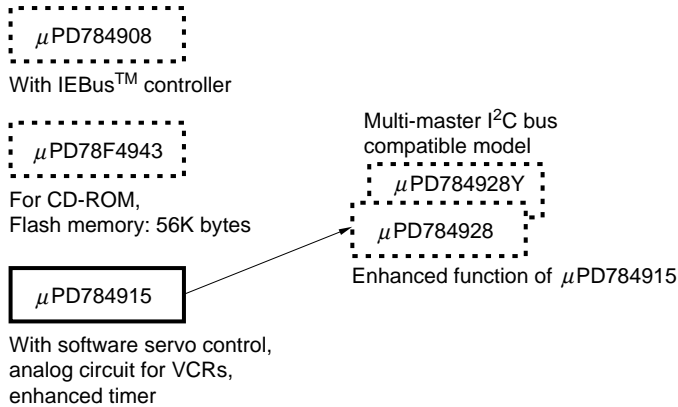 μPD784908
With IEBus™ controller
μPD78F4943
For CD-ROM,
Flash memory: 56K bytes
μPD784915
With software servo control,
analog circuit for VCRs,
enhanced timer
Multi-master I²C bus
compatible model
μPD784928Y
μPD784928
Enhanced function of μPD784915